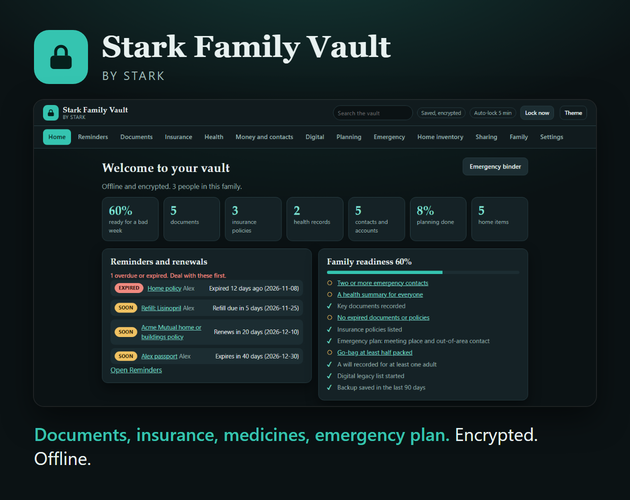 Stark Family Vault
BY STARK
Stark Family Vault
BY STARK
Search the vault
Saved, encrypted
Auto-lock 5 min
Lock now
Theme
Home Reminders Documents Insurance Health Money and contacts Digital Planning Emergency Home inventory Sharing Family Settings
Welcome to your vault
Emergency binder
Offline and encrypted. 3 people in this family.
60%
ready for a bad
week
5
documents
3
insurance
policies
2
health records
5
contacts and
accounts
8%
planning done
5
home items
Reminders and renewals
1 overdue or expired. Deal with these first.
EXPIRED Home policy Alex Expired 12 days ago (2026-11-08)
SOON Refill: Lisinopril Alex Refill due in 5 days (2026-11-25)
SOON Acme Mutual home or
buildings policy Renews in 20 days (2026-12-10)
SOON Alex passport Alex Expires in 40 days (2026-12-30)
Open Reminders
Family readiness 60%
Two or more emergency contacts
A health summary for everyone
Key documents recorded
No expired documents or policies
Insurance policies listed
Emergency plan: meeting place and out-of-area contact
Go-bag at least half packed
A will recorded for at least one adult
Digital legacy list started
Backup saved in the last 90 days
Documents, insurance, medicines, emergency plan. Encrypted.
Offline.